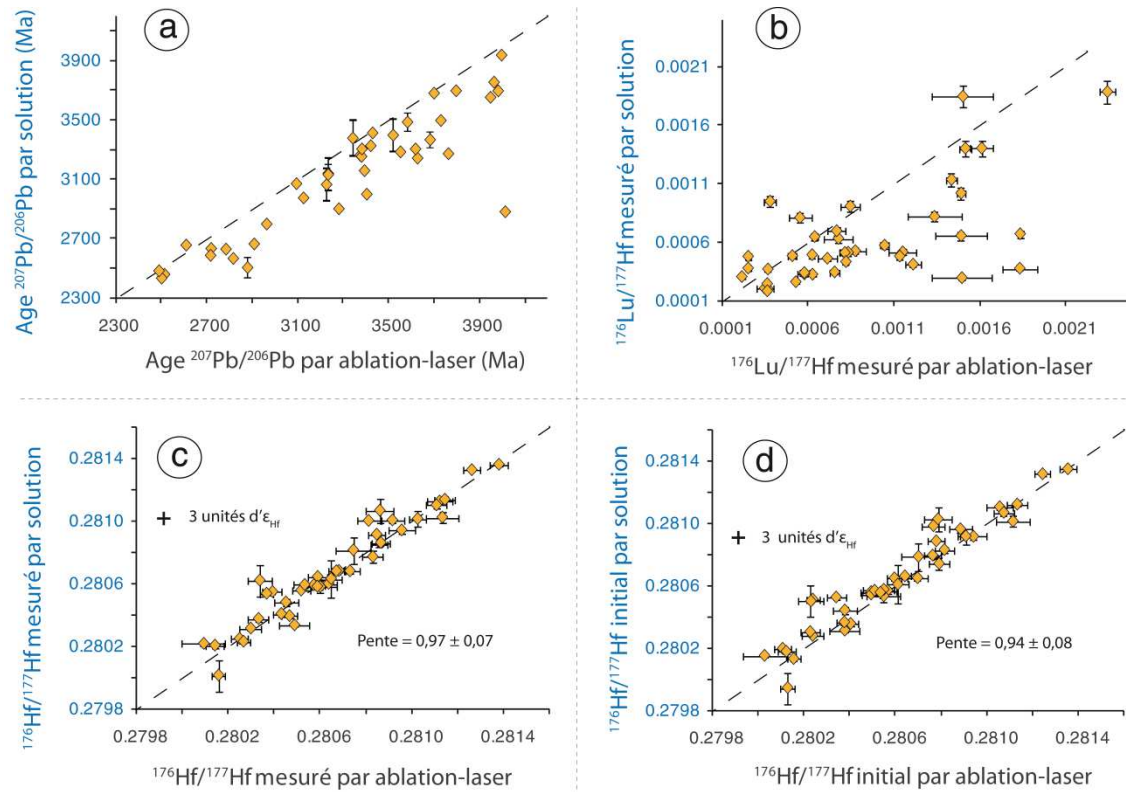 a
Age ²⁰⁷Pb/²⁰⁶Pb par solution (Ma)
3900
3500
3100
2700
2300
2300 2700 3100 3500 3900
Age ²⁰⁷Pb/²⁰⁶Pb par ablation-laser (Ma)
b
¹⁷⁶Lu/¹⁷⁷Hf mesuré par solution
0.0021
0.0016
0.0011
0.0006
0.0001
0.0001 0.0006 0.0011 0.0016 0.0021
¹⁷⁶Lu/¹⁷⁷Hf mesuré par ablation-laser
c
¹⁷⁶Hf/¹⁷⁷Hf mesuré par solution
0.2814
0.2810
0.2806
0.2802
0.2798
3 unités d'εHf
Pente = 0,97 ± 0,07
0.2798 0.2802 0.2806 0.2810 0.2814
¹⁷⁶Hf/¹⁷⁷Hf mesuré par ablation-laser
d
¹⁷⁶Hf/¹⁷⁷Hf initial par solution
0.2814
0.2810
0.2806
0.2802
0.2798
3 unités d'εHf
Pente = 0,94 ± 0,08
0.2798 0.2802 0.2806 0.2810 0.2814
¹⁷⁶Hf/¹⁷⁷Hf initial par ablation-laser